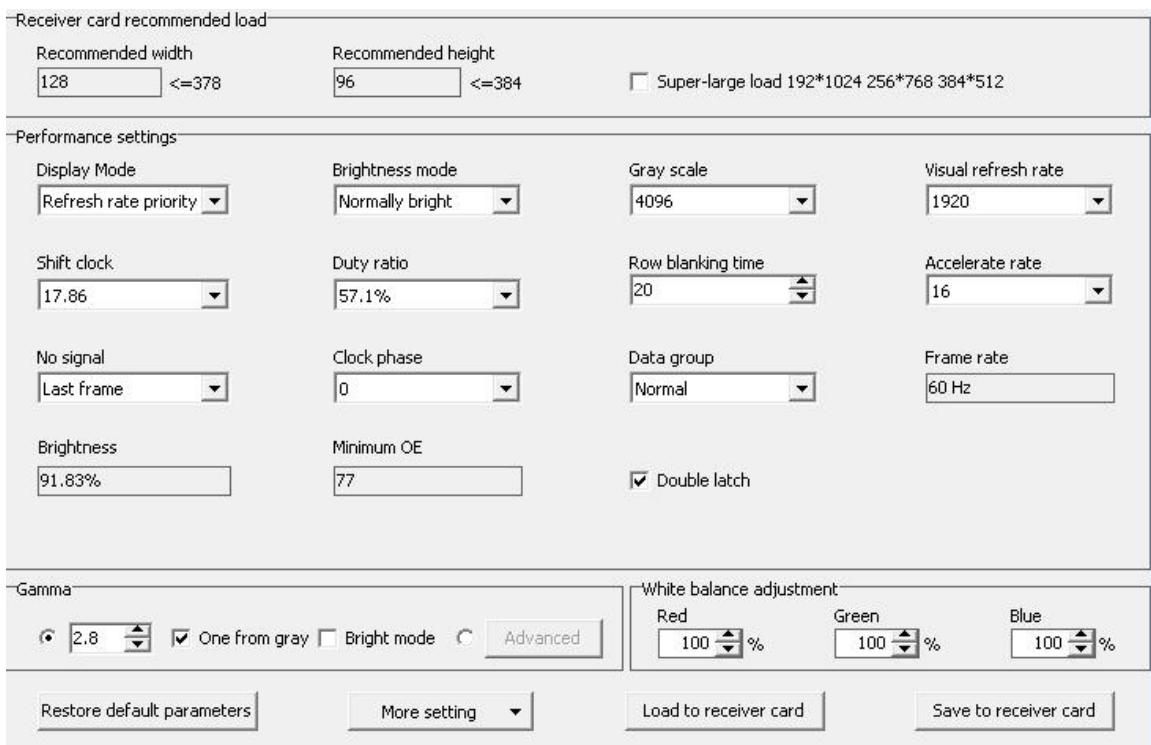 Receiver card recommended load
Recommended width Recommended height
128 <=378 96 <=384 Super-large load 192*1024 256*768 384*512
Performance settings
Display Mode Brightness mode Gray scale Visual refresh rate
Refresh rate priority Normally bright 4096 1920
Shift clock Duty ratio Row blanking time Accelerate rate
17.86 57.1% 20 16
No signal Clock phase Data group Frame rate
Last frame 0 Normal 60 Hz
Brightness Minimum OE
91.83% 77 Double latch
Gamma White balance adjustment
Red Green Blue
2.8 One from gray Bright mode Advanced 100 % 100 % 100 %
Restore default parameters More setting Load to receiver card Save to receiver card